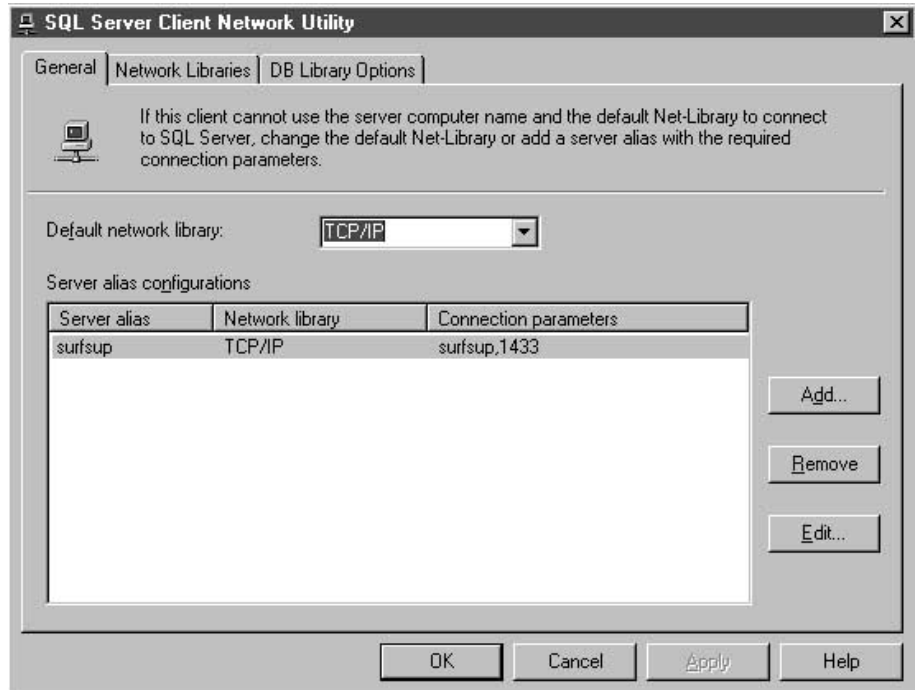 SQL Server Client Network Utility
General
Network Libraries
DB Library Options
If this client cannot use the server computer name and the default Net-Library to connect
to SQL Server, change the default Net-Library or add a server alias with the required
connection parameters.
Default network library:
TCP/IP
Server alias configurations
Server alias
Network library
Connection parameters
surfsup
TCP/IP
surfsup,1433
Add...
Remove
Edit...
OK
Cancel
Apply
Help